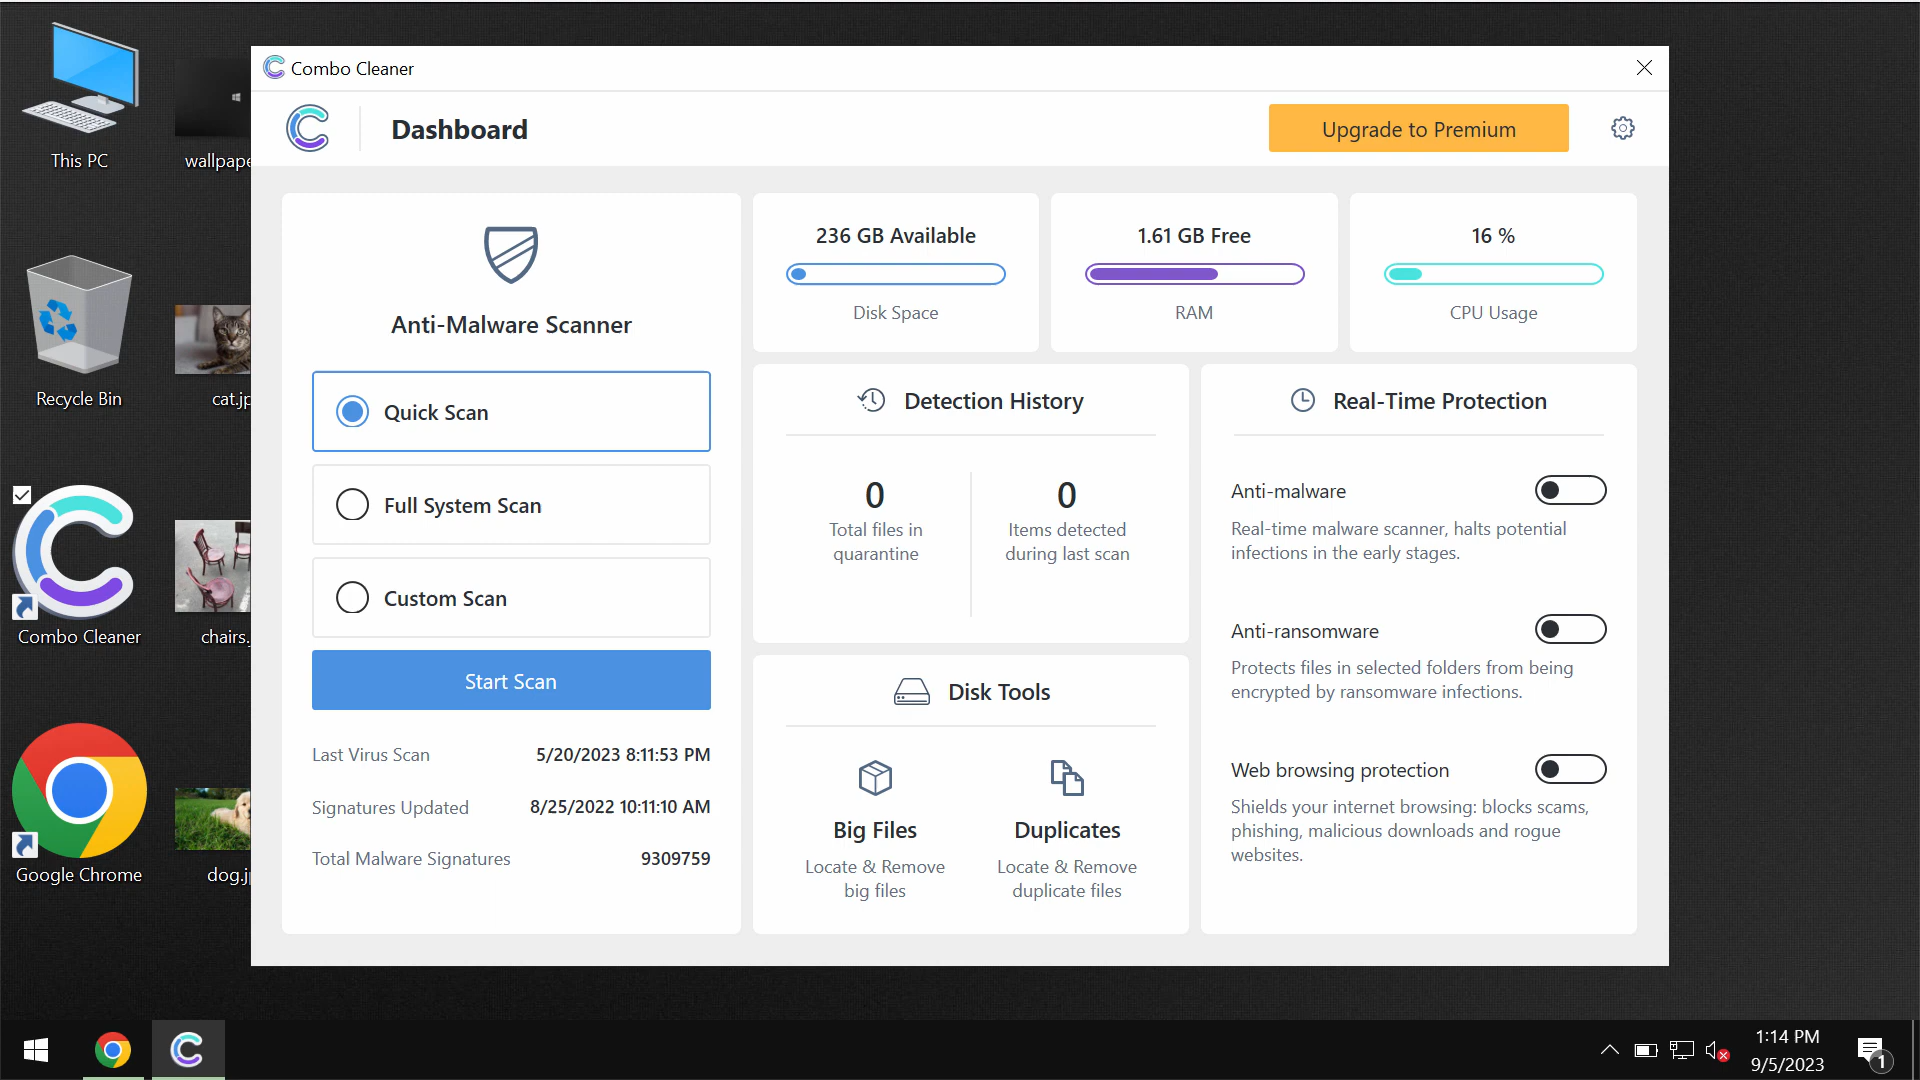 This PC
wallpape
Recycle Bin
cat.jp
Combo Cleaner
chairs.
Google Chrome
dog.j
Combo Cleaner
Dashboard
Upgrade to Premium
Anti-Malware Scanner
Quick Scan
Full System Scan
Custom Scan
Start Scan
Last Virus Scan 5/20/2023 8:11:53 PM
Signatures Updated 8/25/2022 10:11:10 AM
Total Malware Signatures 9309759
236 GB Available
Disk Space
1.61 GB Free
RAM
16 %
CPU Usage
Detection History
0
Total files in
quarantine
0
Items detected
during last scan
Disk Tools
Big Files
Locate & Remove
big files
Duplicates
Locate & Remove
duplicate files
Real-Time Protection
Anti-malware
Real-time malware scanner, halts potential
infections in the early stages.
Anti-ransomware
Protects files in selected folders from being
encrypted by ransomware infections.
Web browsing protection
Shields your internet browsing: blocks scams,
phishing, malicious downloads and rogue
websites.
1:14 PM
9/5/2023
1